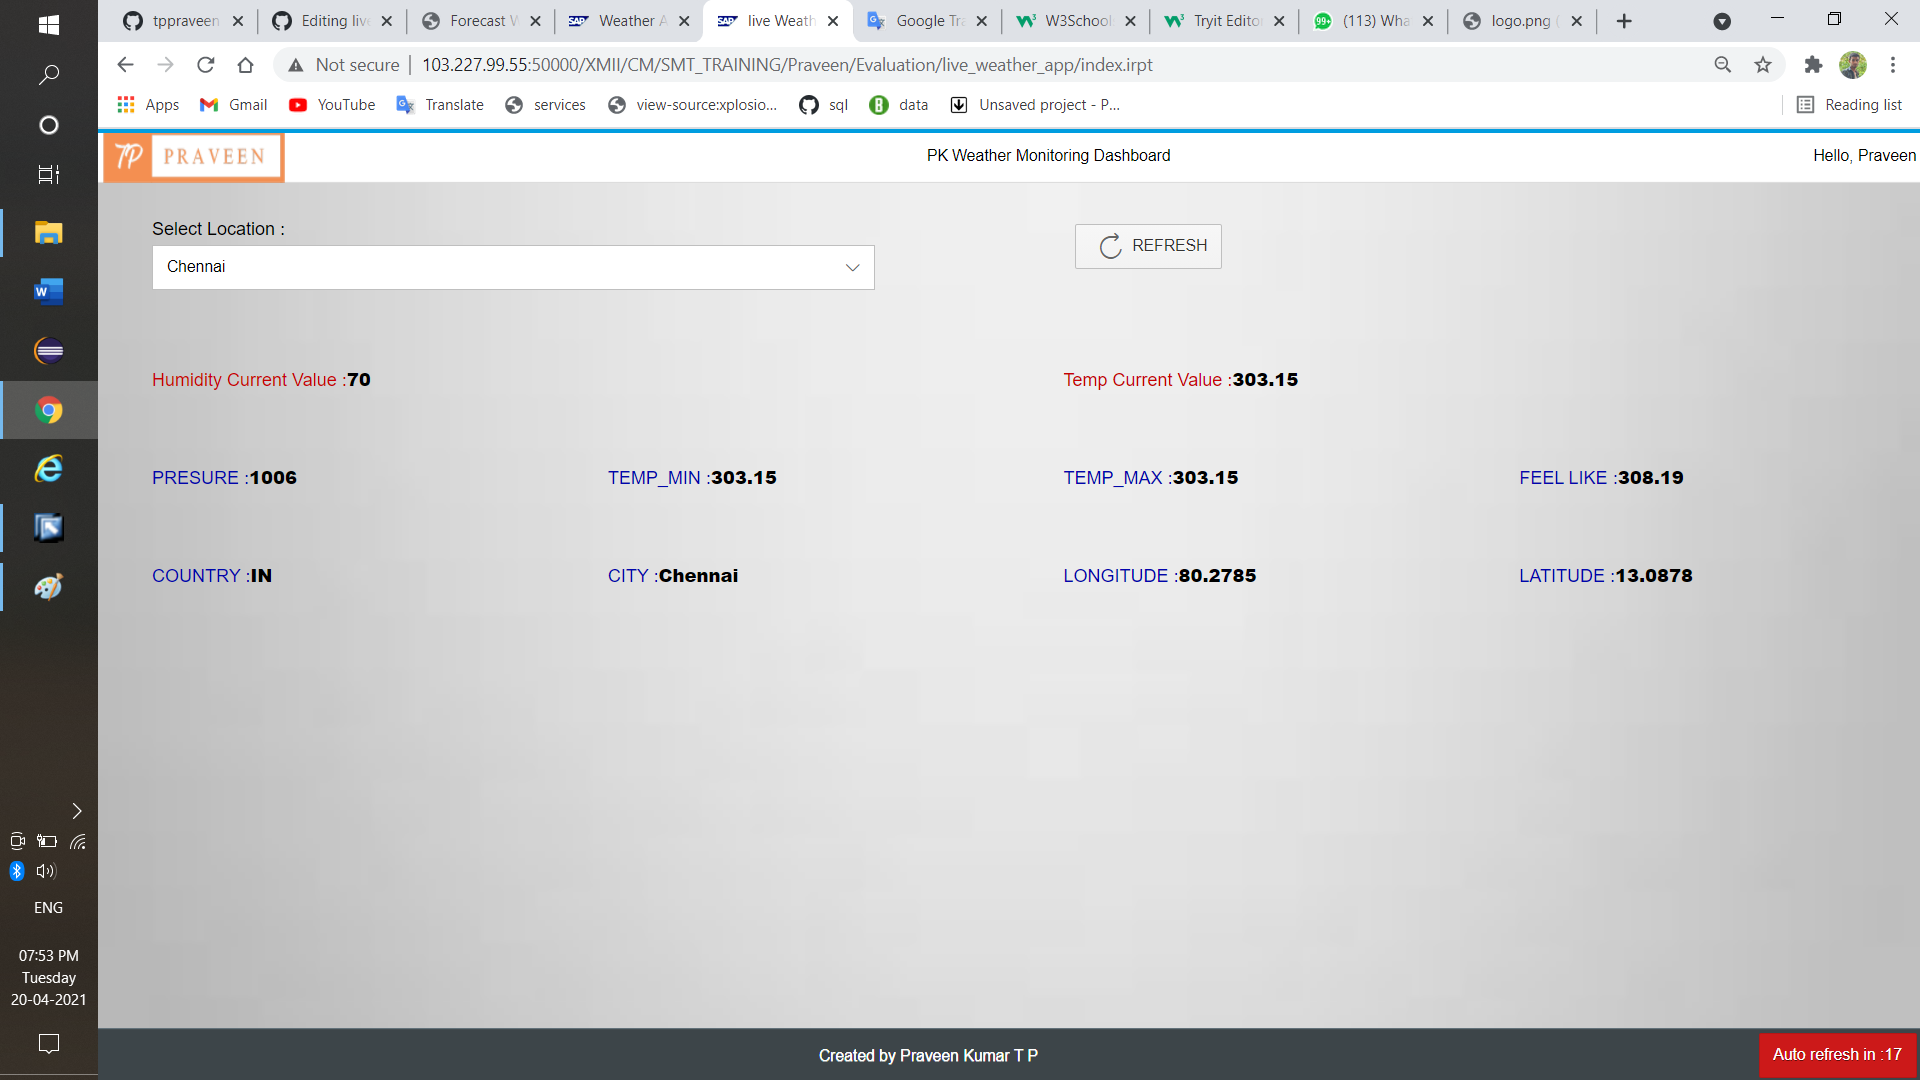 tppraveen
Editing live
Forecast W
Weather A
live Weath
Google Tra
W3School
Tryit Editor
(113) Wha
logo.png (
Not secure
103.227.99.55:50000/XMII/CM/SMT_TRAINING/Praveen/Evaluation/live_weather_app/index.irpt
Apps
Gmail
YouTube
Translate
services
view-source:xplosio...
sql
data
Unsaved project - P...
Reading list
TP PRAVEEN
PK Weather Monitoring Dashboard
Hello, Praveen
Select Location :
Chennai
REFRESH
Humidity Current Value :70
Temp Current Value :303.15
PRESURE :1006
TEMP_MIN :303.15
TEMP_MAX :303.15
FEEL LIKE :308.19
COUNTRY :IN
CITY :Chennai
LONGITUDE :80.2785
LATITUDE :13.0878
ENG
07:53 PM
Tuesday
20-04-2021
Created by Praveen Kumar T P
Auto refresh in :17